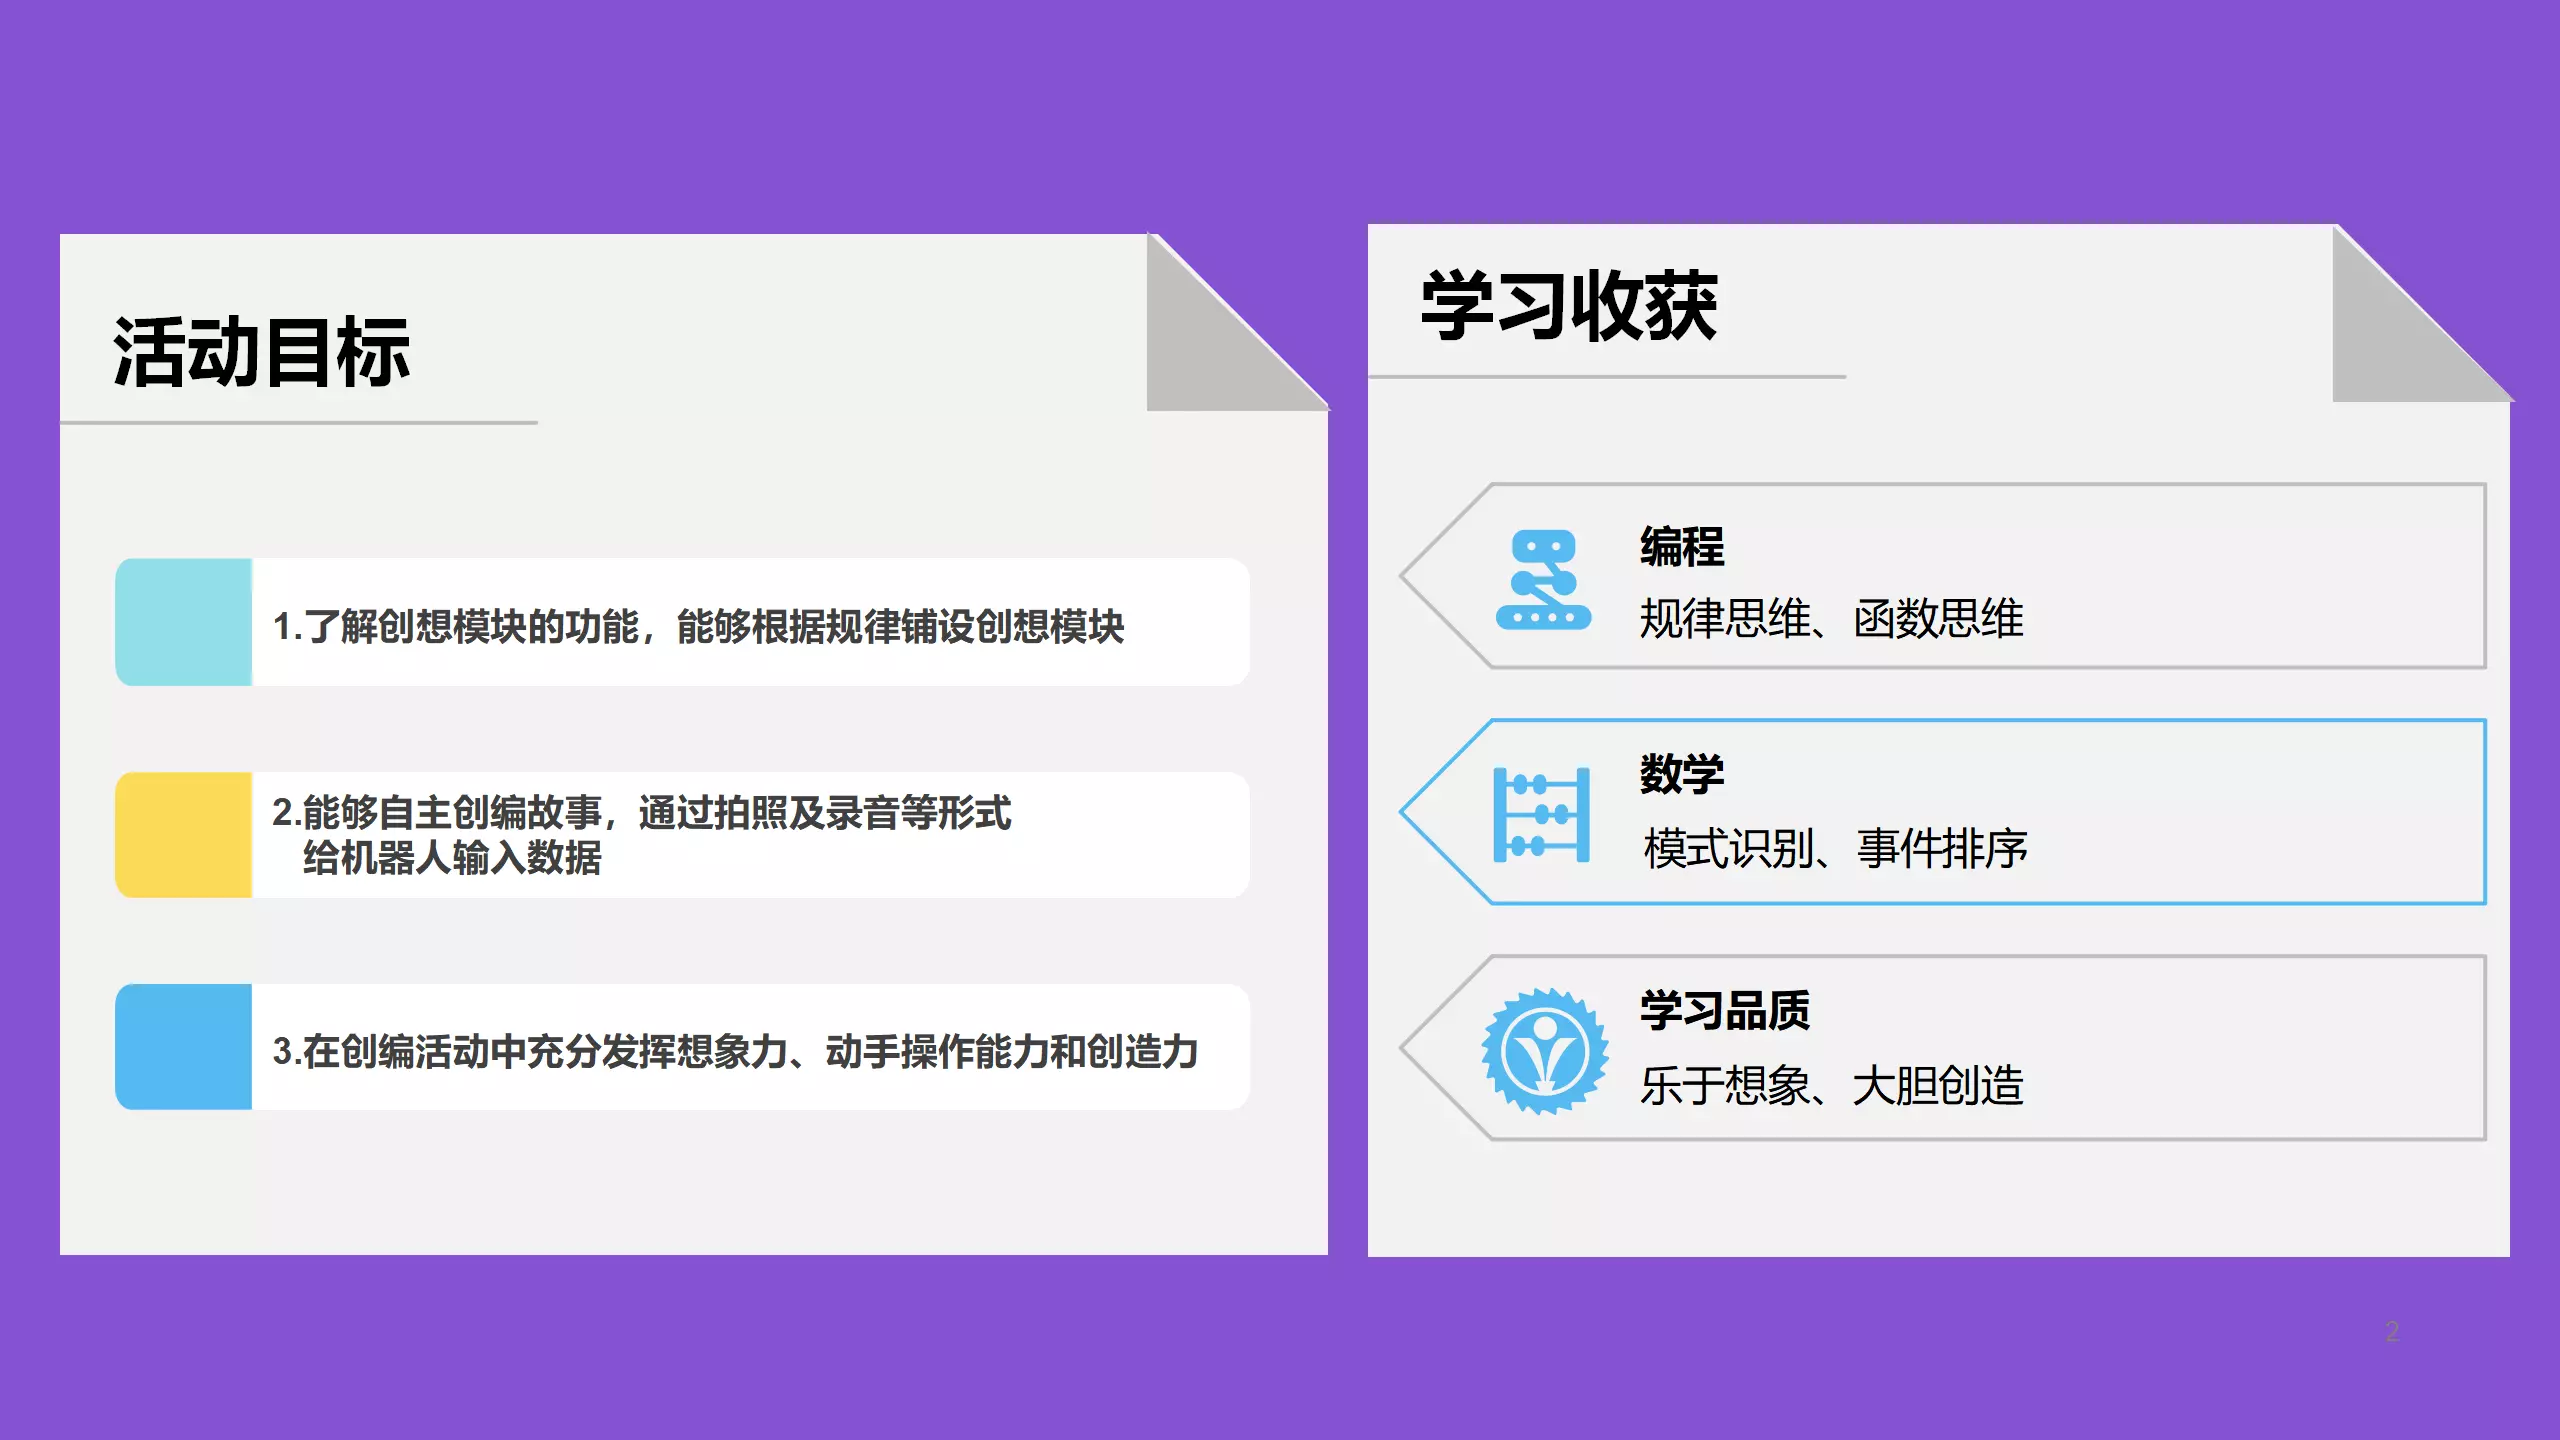 活动目标
1.了解创想模块的功能，能够根据规律铺设创想模块
2.能够自主创编故事，通过拍照及录音等形式
给机器人输入数据
3.在创编活动中充分发挥想象力、动手操作能力和创造力
学习收获
编程
规律思维、函数思维
数学
模式识别、事件排序
学习品质
乐于想象、大胆创造
2